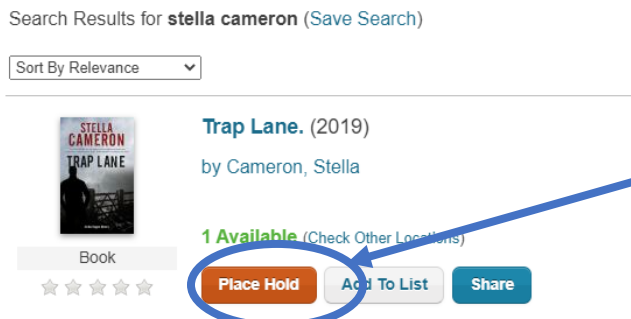 Search Results for stella cameron (Save Search)
Sort By Relevance
STELLA
CAMERON
TRAP LANE
Trap Lane. (2019)
by Cameron, Stella
1 Available (Check Other Locations)
Book
Place Hold
Add To List
Share